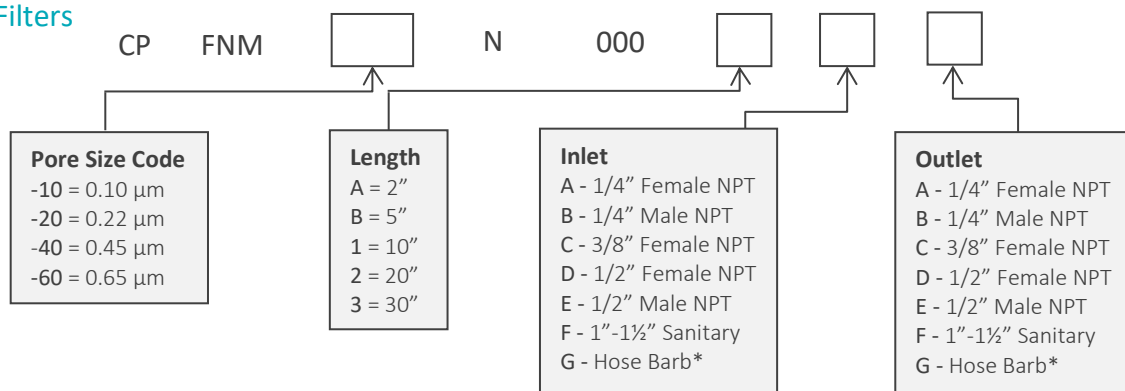 Filters
CP FNM N 000
Pore Size Code
-10 = 0.10 µm
-20 = 0.22 µm
-40 = 0.45 µm
-60 = 0.65 µm
Length
A = 2”
B = 5”
1 = 10”
2 = 20”
3 = 30”
Inlet
A - 1/4” Female NPT
B - 1/4” Male NPT
C - 3/8” Female NPT
D - 1/2” Female NPT
E - 1/2” Male NPT
F - 1”-1½” Sanitary
G - Hose Barb*
Outlet
A - 1/4” Female NPT
B - 1/4” Male NPT
C - 3/8” Female NPT
D - 1/2” Female NPT
E - 1/2” Male NPT
F - 1”-1½” Sanitary
G - Hose Barb*